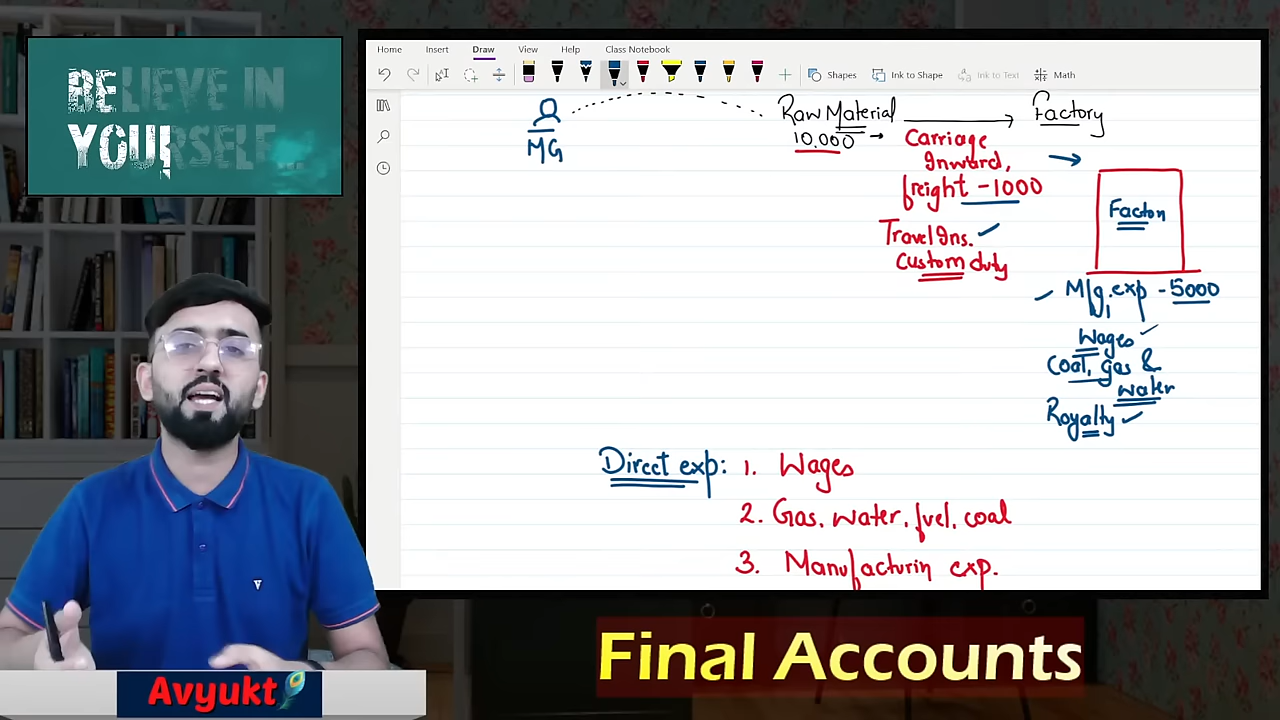 BELIEVE IN
YOURSELF...
Home Insert Draw View Help Class Notebook
Shapes Ink to Shape Ink to Text Math
MG
Raw Material
10,000
Factory
Carriage
Inward,
freight - 1000
Travel Ins.
Custom duty
Facton
Mfg. exp - 5000
Wages
Coal, gas &
water
Royalty
Direct exp: 1. Wages
2. Gas, water, fuel, coal
3. Manufacturin exp.
Final Accounts
Avyukt